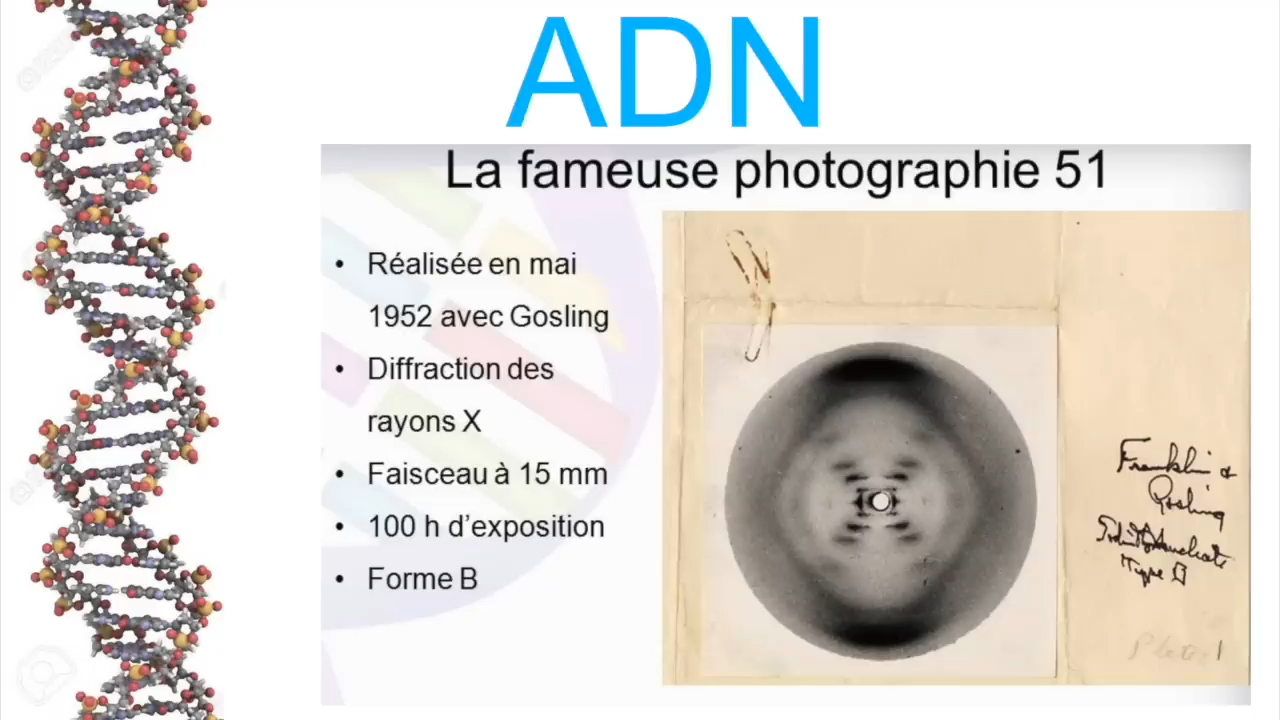 ADN
La fameuse photographie 51
• Réalisée en mai
1952 avec Gosling
• Diffraction des
rayons X
• Faisceau à 15 mm
• 100 h d'exposition
• Forme B
Franklin &
Gosling
Type B